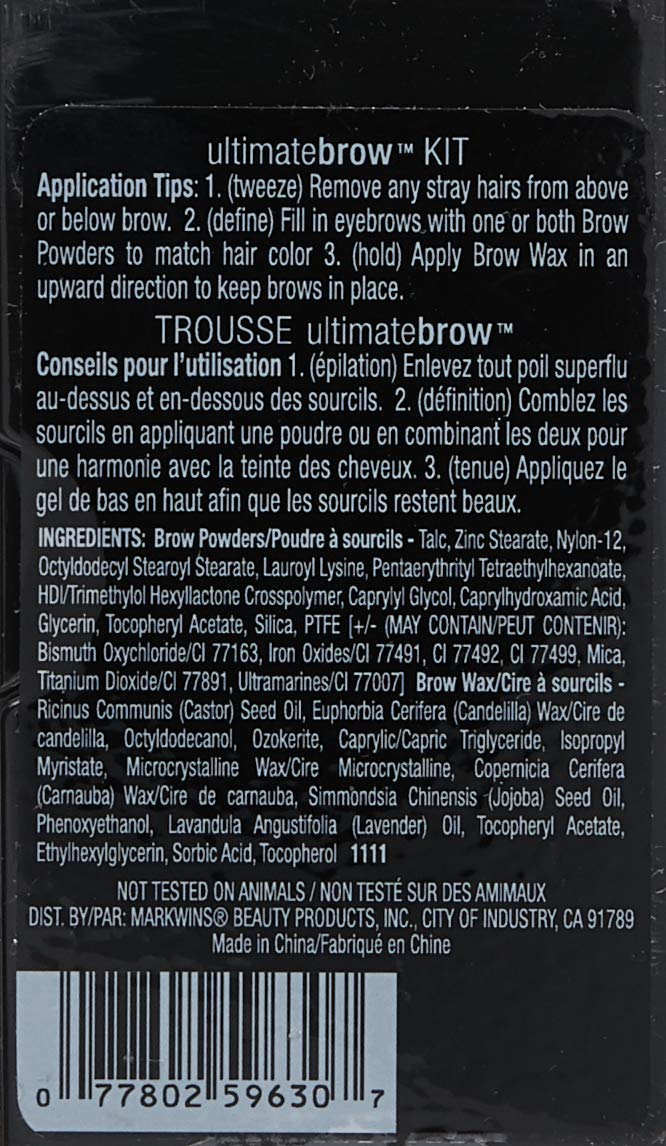 ultimatebrow™ KIT
Application Tips: 1. (tweeze) Remove any stray hairs from above
or below brow. 2. (define) Fill in eyebrows with one or both Brow
Powders to match hair color 3. (hold) Apply Brow Wax in an
upward direction to keep brows in place.
TROUSSE ultimatebrow™
Conseils pour l'utilisation 1. (épilation) Enlevez tout poil superflu
au-dessus et en-dessous des sourcils. 2. (définition) Comblez les
sourcils en appliquant une poudre ou en combinant les deux pour
une harmonie avec la teinte des cheveux. 3. (tenue) Appliquez le
gel de bas en haut afin que les sourcils restent beaux.
INGREDIENTS: Brow Powders/Poudre à sourcils - Talc, Zinc Stearate, Nylon-12,
Octyldodecyl Stearoyl Stearate, Lauroyl Lysine, Pentaerythrityl Tetraethylhexanoate,
HDI/Trimethylol Hexyllactone Crosspolymer, Caprylyl Glycol, Caprylhydroxamic Acid,
Glycerin, Tocopheryl Acetate, Silica, PTFE [+/- (MAY CONTAIN/PEUT CONTENIR):
Bismuth Oxychloride/CI 77163, Iron Oxides/CI 77491, CI 77492, CI 77499, Mica,
Titanium Dioxide/CI 77891, Ultramarines/CI 77007] Brow Wax/Cire à sourcils -
Ricinus Communis (Castor) Seed Oil, Euphorbia Cerifera (Candelilla) Wax/Cire de
candelilla, Octyldodecanol, Ozokerite, Caprylic/Capric Triglyceride, Isopropyl
Myristate, Microcrystalline Wax/Cire Microcrystalline, Copernicia Cerifera
(Carnauba) Wax/Cire de carnauba, Simmondsia Chinensis (Jojoba) Seed Oil,
Phenoxyethanol, Lavandula Angustifolia (Lavender) Oil, Tocopheryl Acetate,
Ethylhexylglycerin, Sorbic Acid, Tocopherol 1111
NOT TESTED ON ANIMALS / NON TESTÉ SUR DES AMIMAUX
DIST. BY/PAR: MARKWINS® BEAUTY PRODUCTS, INC., CITY OF INDUSTRY, CA 91789
Made in China/Fabriqué en Chine
0 77802 59630 7